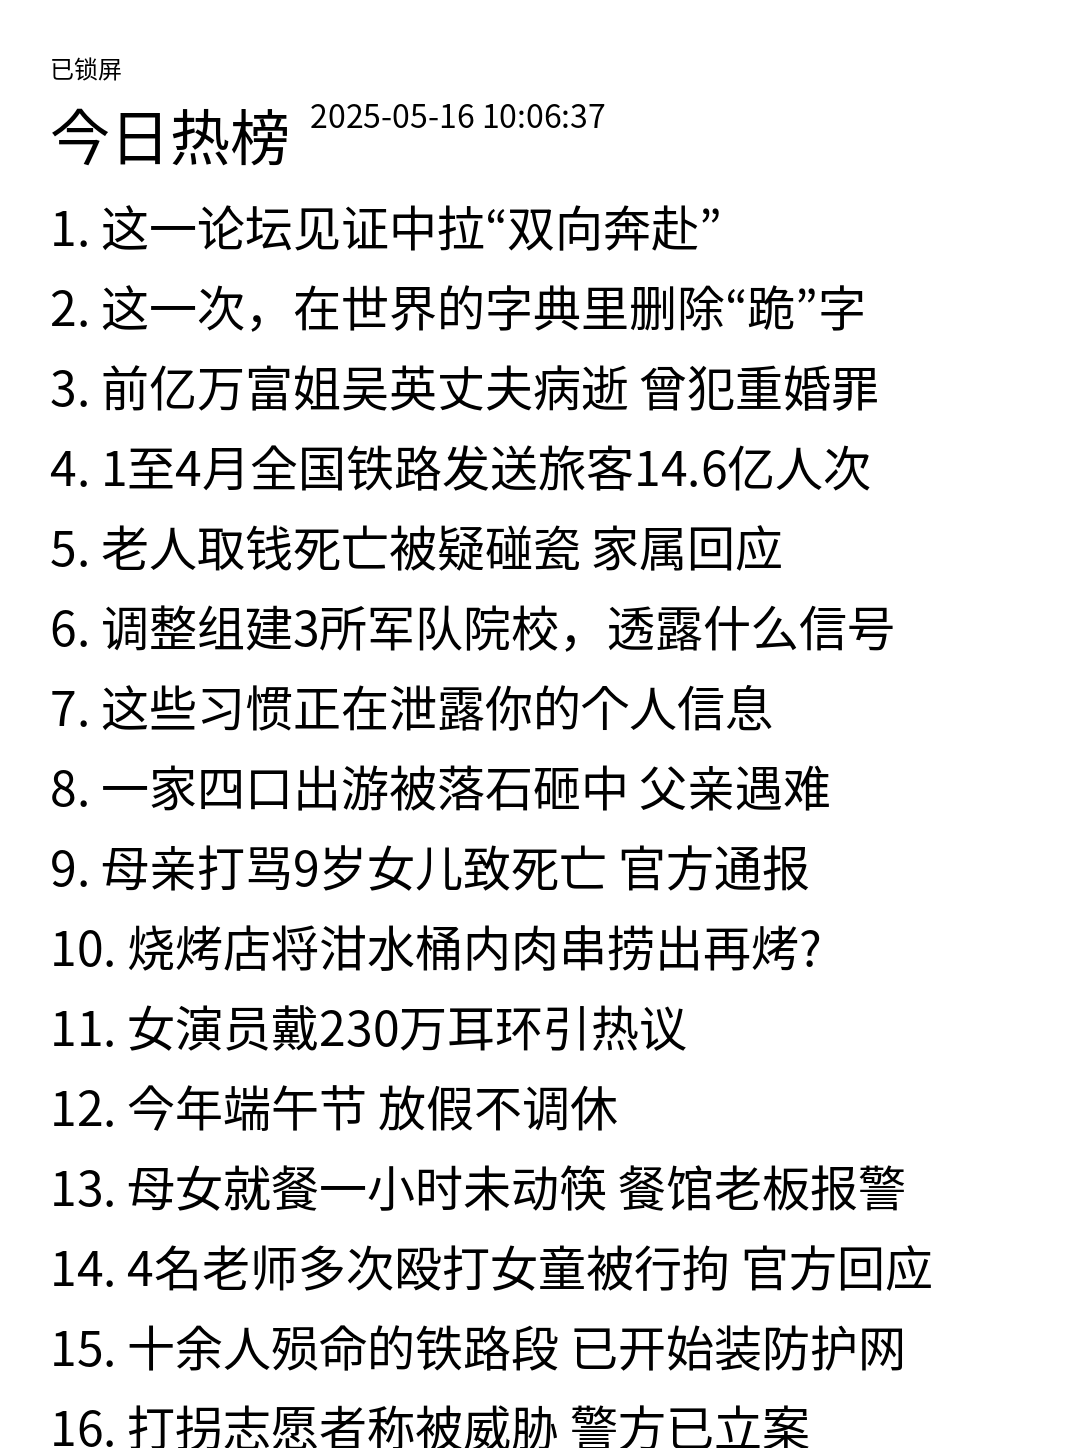 已锁屏
今日热榜 2025-05-16 10:06:37
1. 这一论坛见证中拉“双向奔赴”
2. 这一次，在世界的字典里删除“跪”字
3. 前亿万富姐吴英丈夫病逝 曾犯重婚罪
4. 1至4月全国铁路发送旅客14.6亿人次
5. 老人取钱死亡被疑碰瓷 家属回应
6. 调整组建3所军队院校，透露什么信号
7. 这些习惯正在泄露你的个人信息
8. 一家四口出游被落石砸中 父亲遇难
9. 母亲打骂9岁女儿致死亡 官方通报
10. 烧烤店将泔水桶内肉串捞出再烤?
11. 女演员戴230万耳环引热议
12. 今年端午节 放假不调休
13. 母女就餐一小时未动筷 餐馆老板报警
14. 4名老师多次殴打女童被行拘 官方回应
15. 十余人殒命的铁路段 已开始装防护网
16. 打拐志愿者称被威胁 警方已立案